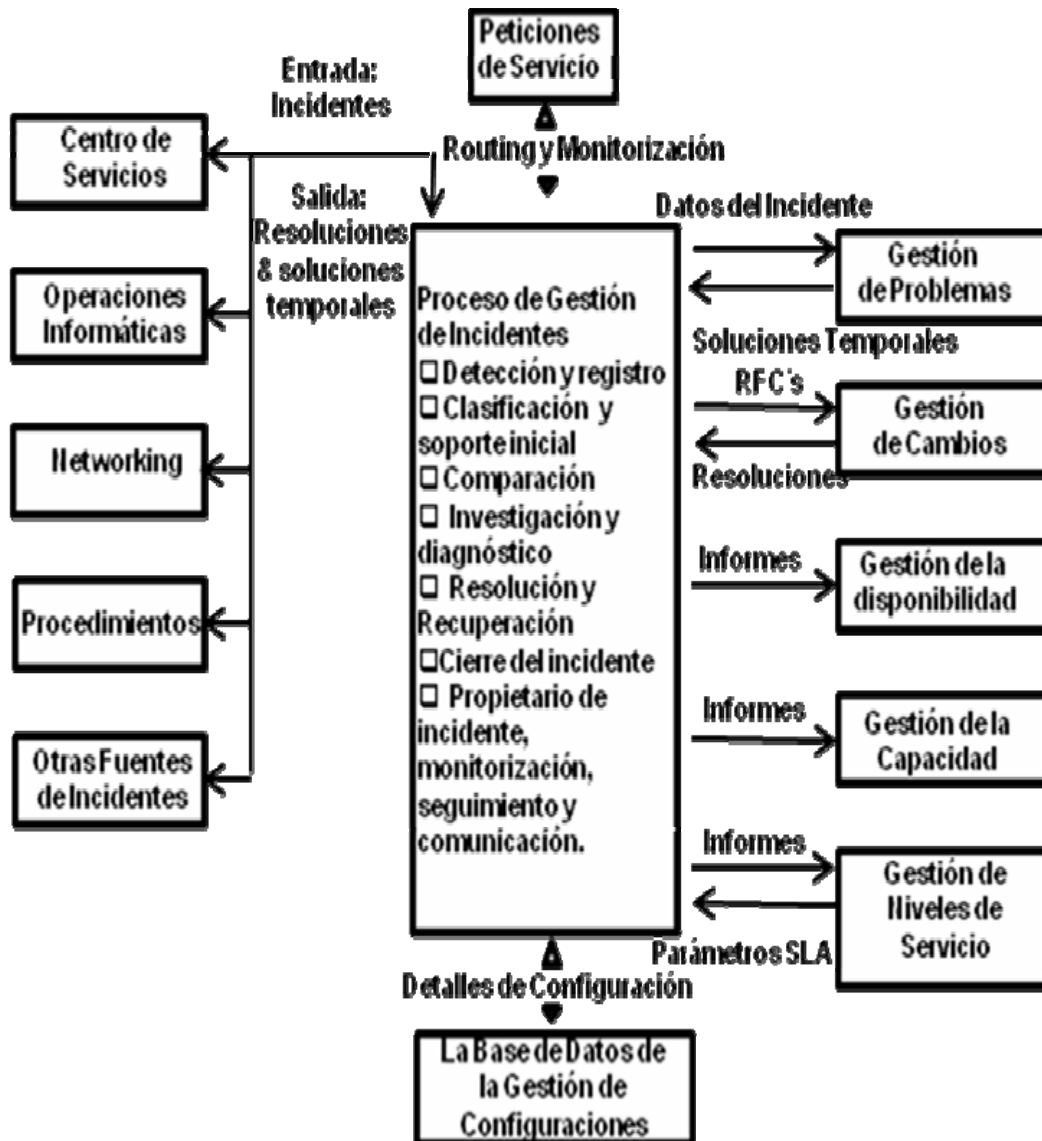 Peticiones
de Servicio
Entrada:
Incidentes
Routing y Monitorización
Centro de
Servicios
Salida:
Resoluciones
& soluciones
temporales
Operaciones
Informáticas
Networking
Procedimientos
Otras Fuentes
de Incidentes
Proceso de Gestión
de Incidentes
❑ Detección y registro
❑ Clasificación y
soporte inicial
❑ Comparación
❑ Investigación y
diagnóstico
❑ Resolución y
Recuperación
❑ Cierre del incidente
❑ Propietario de
incidente,
monitorización,
seguimiento y
comunicación.
Datos del Incidente
Gestión
de Problemas
Soluciones Temporales
RFC´s
Gestión
de Cambios
Resoluciones
Informes
Gestión de la
disponibilidad
Informes
Gestión de la
Capacidad
Informes
Gestión de
Niveles de
Servicio
Parámetros SLA
Detalles de Configuración
La Base de Datos de
la Gestión de
Configuraciones